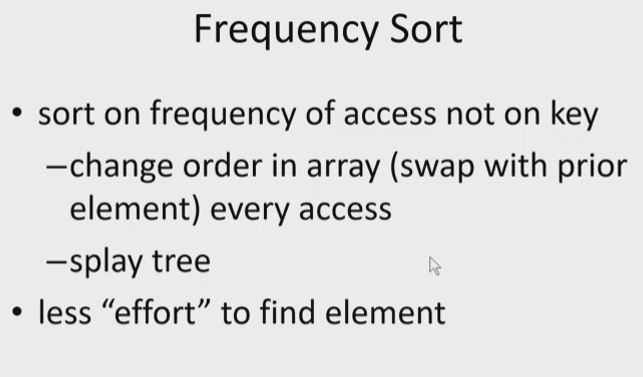 Frequency Sort
• sort on frequency of access not on key
–change order in array (swap with prior
element) every access
–splay tree
• less “effort” to find element